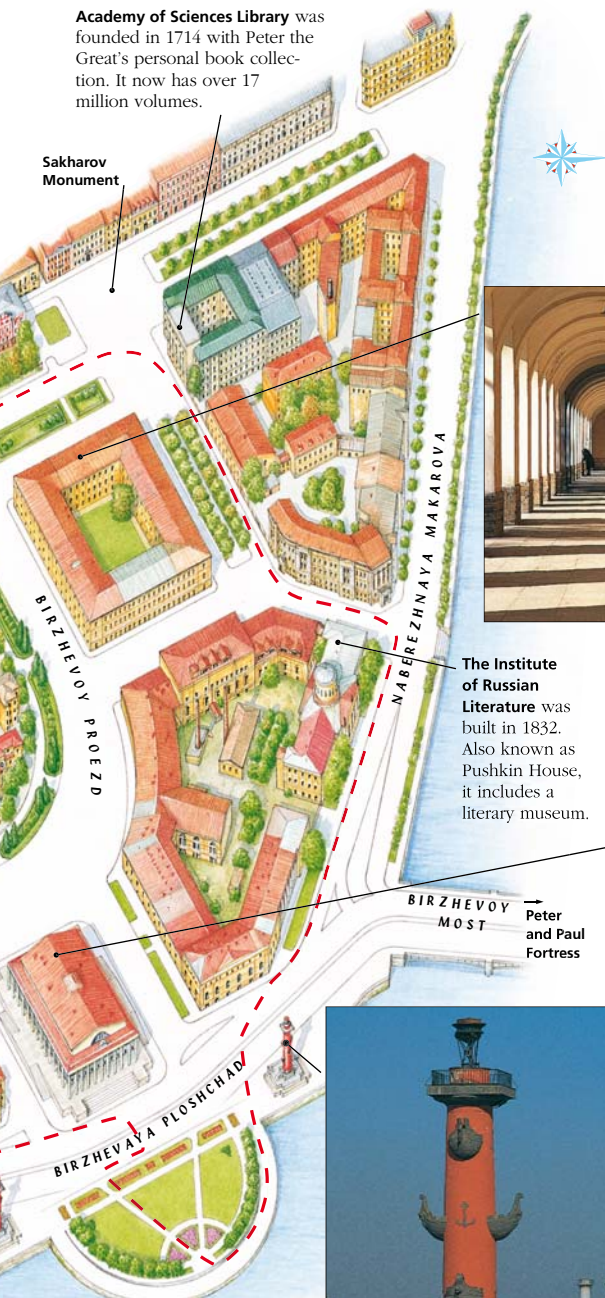 Academy of Sciences Library was
founded in 1714 with Peter the
Great's personal book collec-
tion. It now has over 17
million volumes.
Sakharov
Monument
NABEREZHNAYA MAKAROVA
BIRZHEVOY PROEZD
The Institute
of Russian
Literature was
built in 1832.
Also known as
Pushkin House,
it includes a
literary museum.
BIRZHEVOY
MOST
Peter
and Paul
Fortress
BIRZHEVAYA PLOSHCHAD